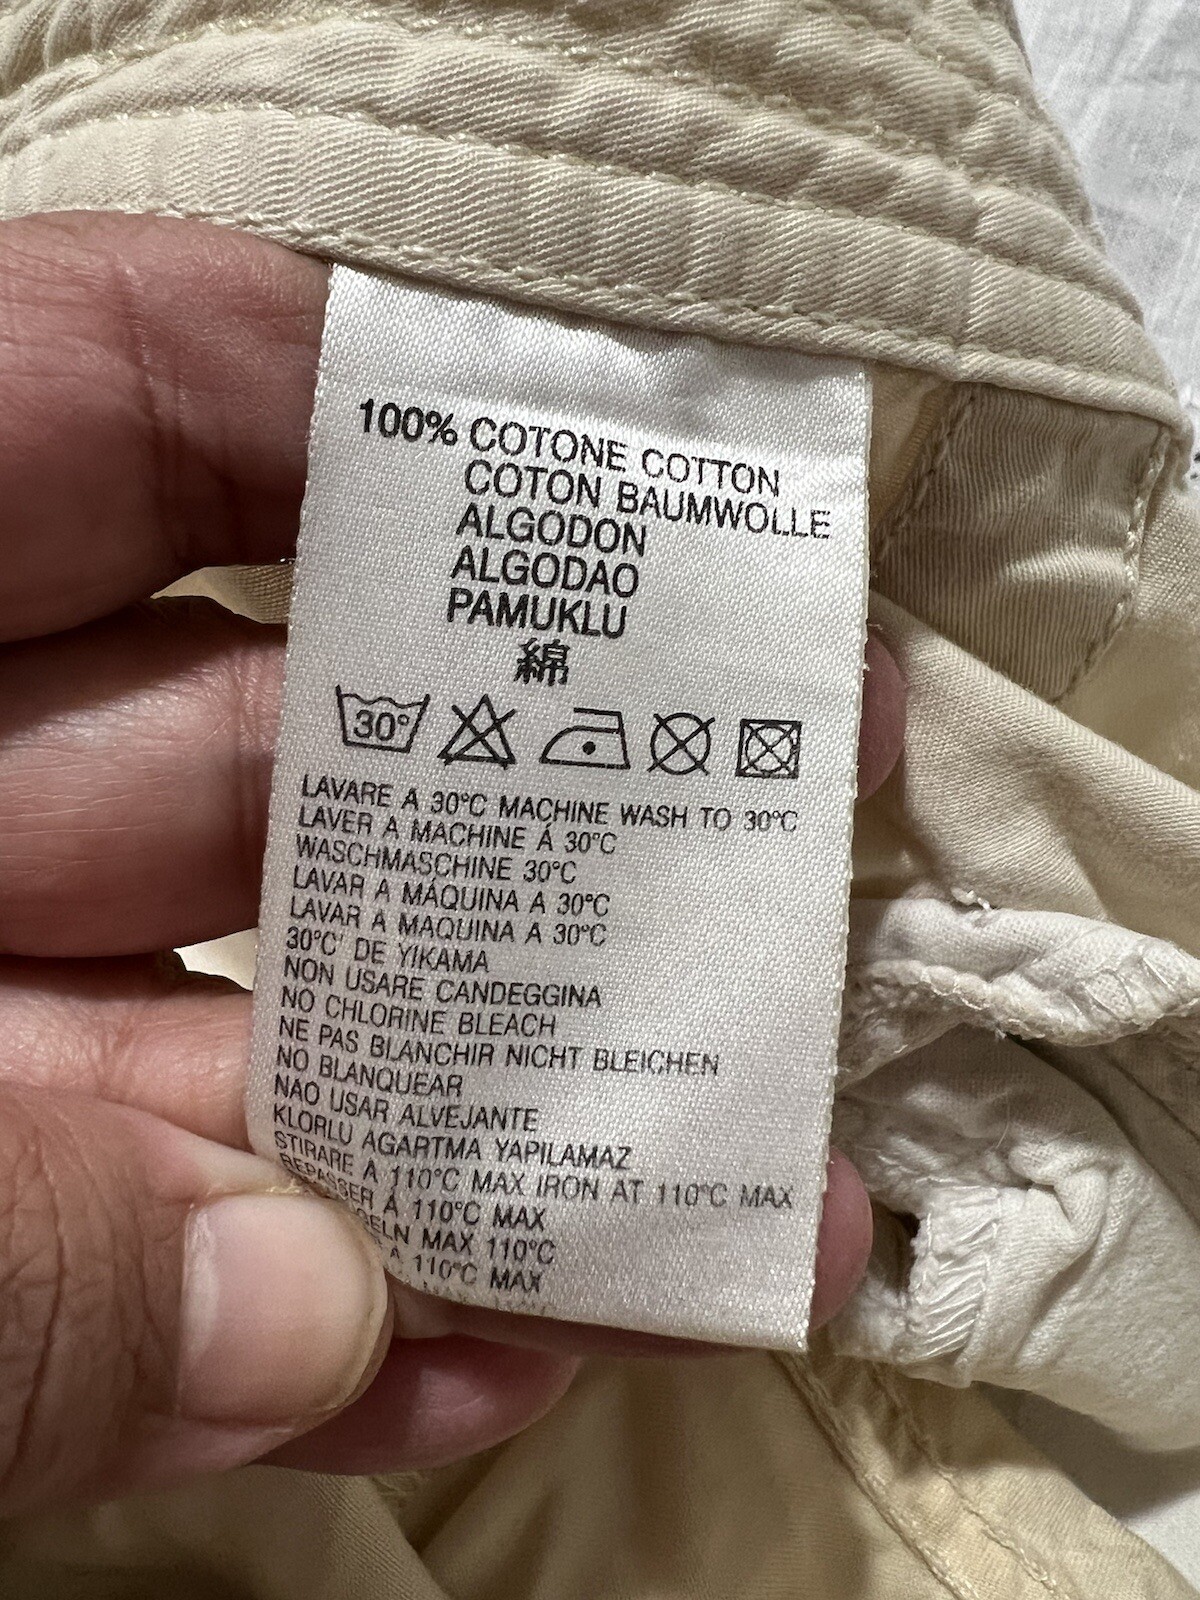 100% COTONE COTTON
COTON BAUMWOLLE
ALGODON
ALGODAO
PAMUKLU
綿
30°
LAVARE A 30°C MACHINE WASH TO 30°C
LAVER A MACHINE Á 30°C
WASCHMASCHINE 30°C
LAVAR A MÁQUINA A 30°C
LAVAR A MAQUINA A 30°C
30°C' DE YIKAMA
NON USARE CANDEGGINA
NO CHLORINE BLEACH
NE PAS BLANCHIR NICHT BLEICHEN
NO BLANQUEAR
NAO USAR ALVEJANTE
KLORLU AGARTMA YAPILAMAZ
STIRARE A 110°C MAX IRON AT 110°C MAX
REPASSER Á 110°C MAX
MAX 110°C
A 110°C MAX